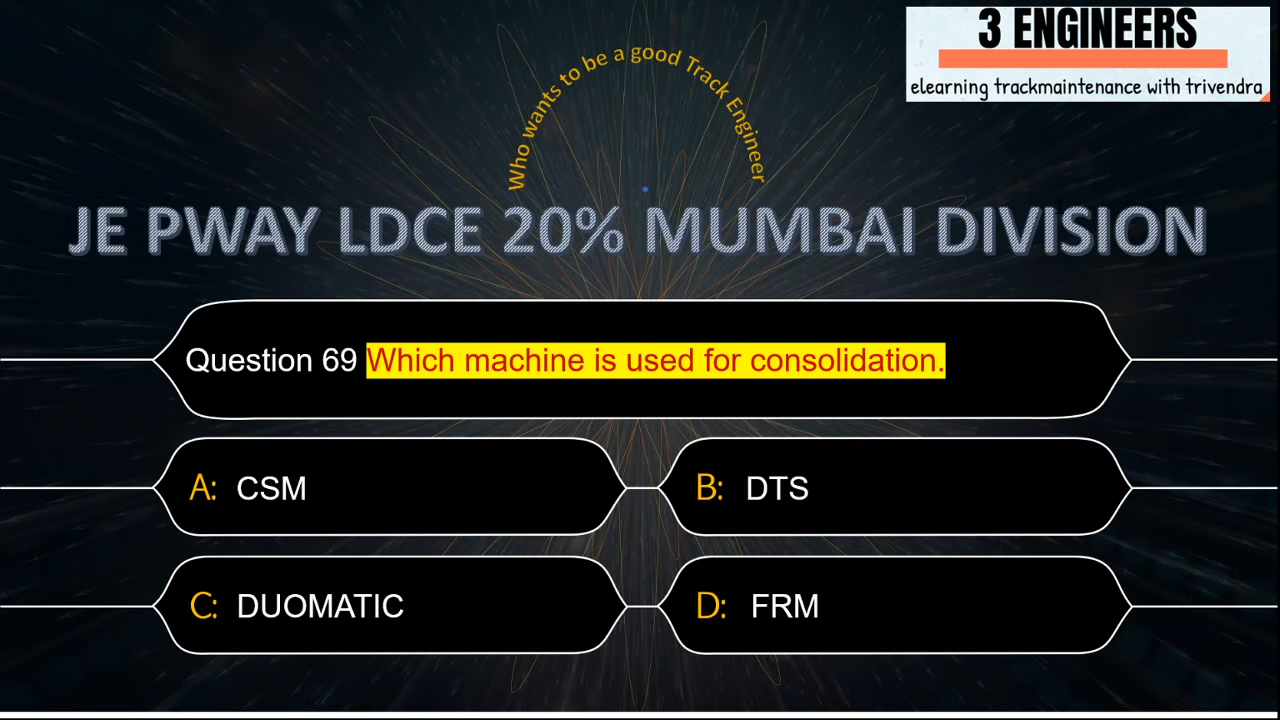 3 ENGINEERS
elearning trackmaintenance with trivendra
Who wants to be a good Track Engineer
JE PWAY LDCE 20% MUMBAI DIVISION
Question 69 Which machine is used for consolidation.
A: CSM
B: DTS
C: DUOMATIC
D: FRM